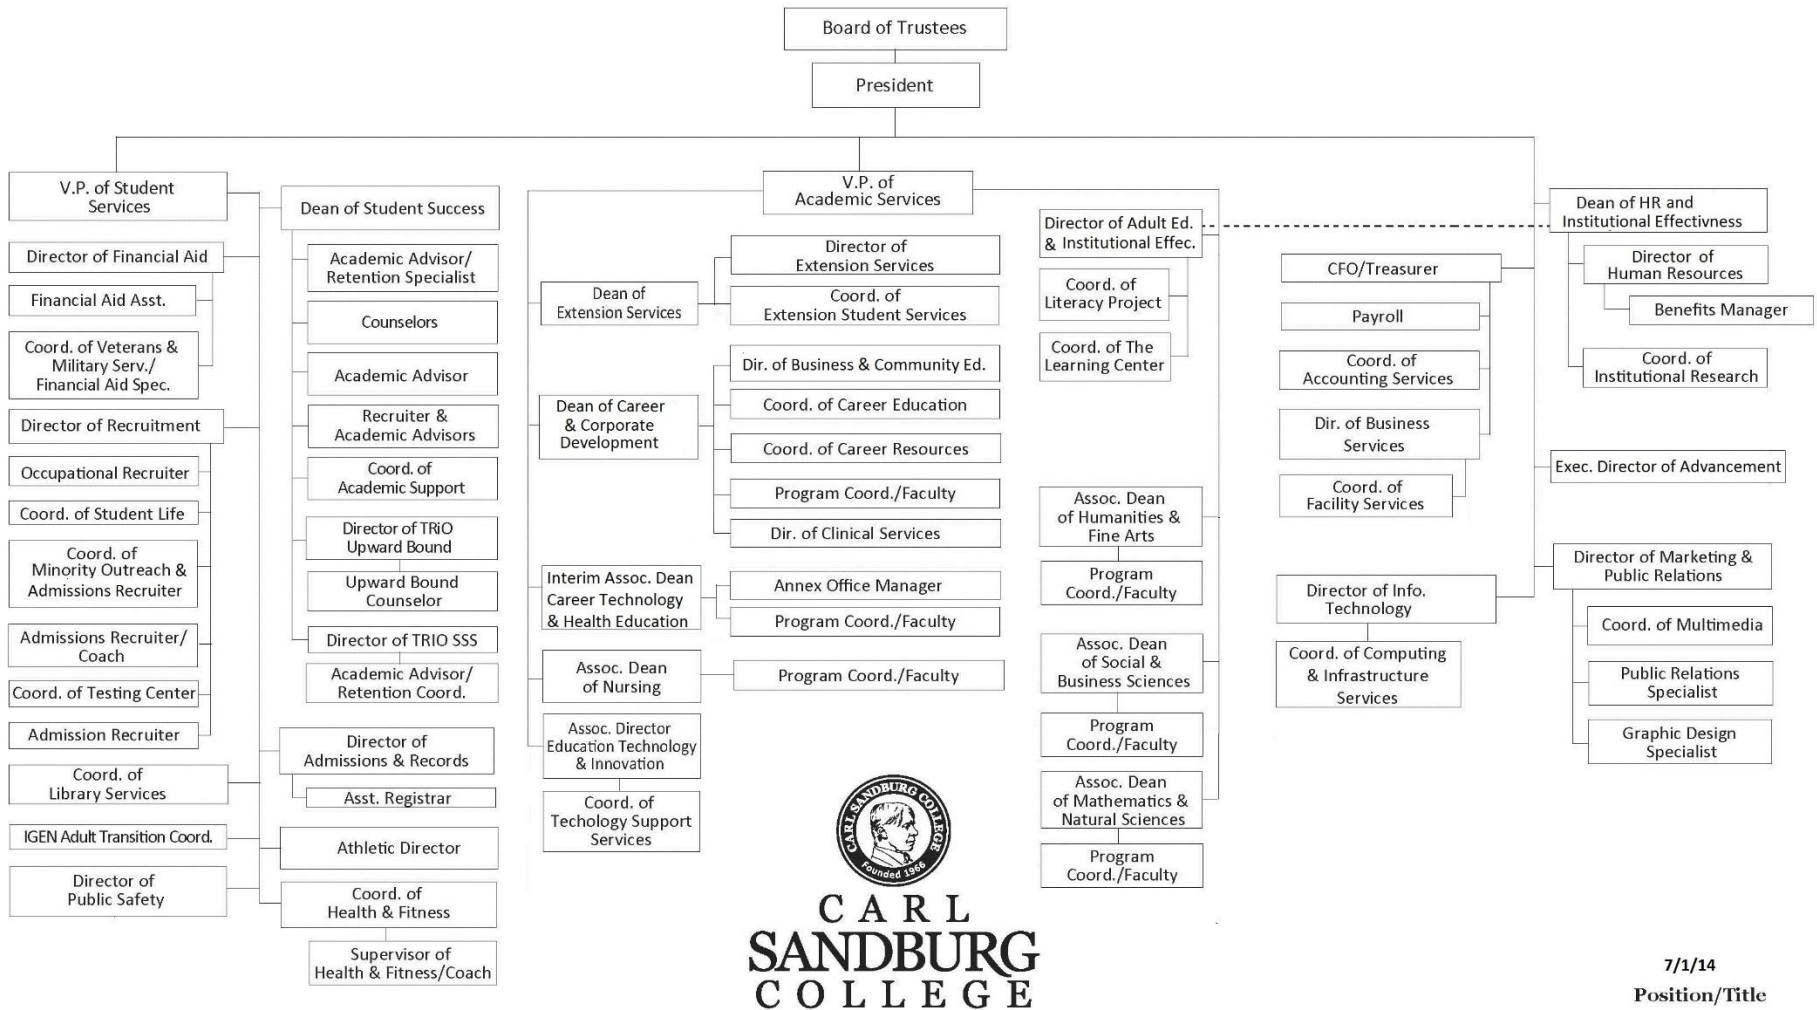 Board of Trustees
President
V.P. of Student
Services
Director of Financial Aid
Financial Aid Asst.
Coord. of Veterans &
Military Serv./
Financial Aid Spec.
Director of Recruitment
Occupational Recruiter
Coord. of Student Life
Coord. of
Minority Outreach &
Admissions Recruiter
Admissions Recruiter/
Coach
Coord. of Testing Center
Admission Recruiter
Coord. of
Library Services
IGEN Adult Transition Coord.
Director of
Public Safety
Dean of Student Success
Academic Advisor/
Retention Specialist
Counselors
Academic Advisor
Recruiter &
Academic Advisors
Coord. of
Academic Support
Director of TRiO
Upward Bound
Upward Bound
Counselor
Director of TRIO SSS
Academic Advisor/
Retention Coord.
Director of
Admissions & Records
Asst. Registrar
Athletic Director
Coord. of
Health & Fitness
Supervisor of
Health & Fitness/Coach
V.P. of
Academic Services
Dean of
Extension Services
Director of
Extension Services
Coord. of
Extension Student Services
Dean of Career
& Corporate
Development
Dir. of Business & Community Ed.
Coord. of Career Education
Coord. of Career Resources
Program Coord./Faculty
Dir. of Clinical Services
Interim Assoc. Dean
Career Technology
& Health Education
Annex Office Manager
Program Coord./Faculty
Assoc. Dean
of Nursing
Program Coord./Faculty
Assoc. Director
Education Technology
& Innovation
Coord. of
Techology Support
Services
Director of Adult Ed.
& Institutional Effec.
Coord. of
Literacy Project
Coord. of The
Learning Center
Assoc. Dean
of Humanities &
Fine Arts
Program
Coord./Faculty
Assoc. Dean
of Social &
Business Sciences
Program
Coord./Faculty
Assoc. Dean
of Mathematics &
Natural Sciences
Program
Coord./Faculty
CFO/Treasurer
Payroll
Coord. of
Accounting Services
Dir. of Business
Services
Coord. of
Facility Services
Director of Info.
Technology
Coord. of Computing
& Infrastructure
Services
Dean of HR and
Institutional Effectivness
Director of
Human Resources
Benefits Manager
Coord. of
Institutional Research
Exec. Director of Advancement
Director of Marketing &
Public Relations
Coord. of Multimedia
Public Relations
Specialist
Graphic Design
Specialist
CARL SANDBURG COLLEGE
Founded 1966
CARL
SANDBURG
COLLEGE
7/1/14
Position/Title